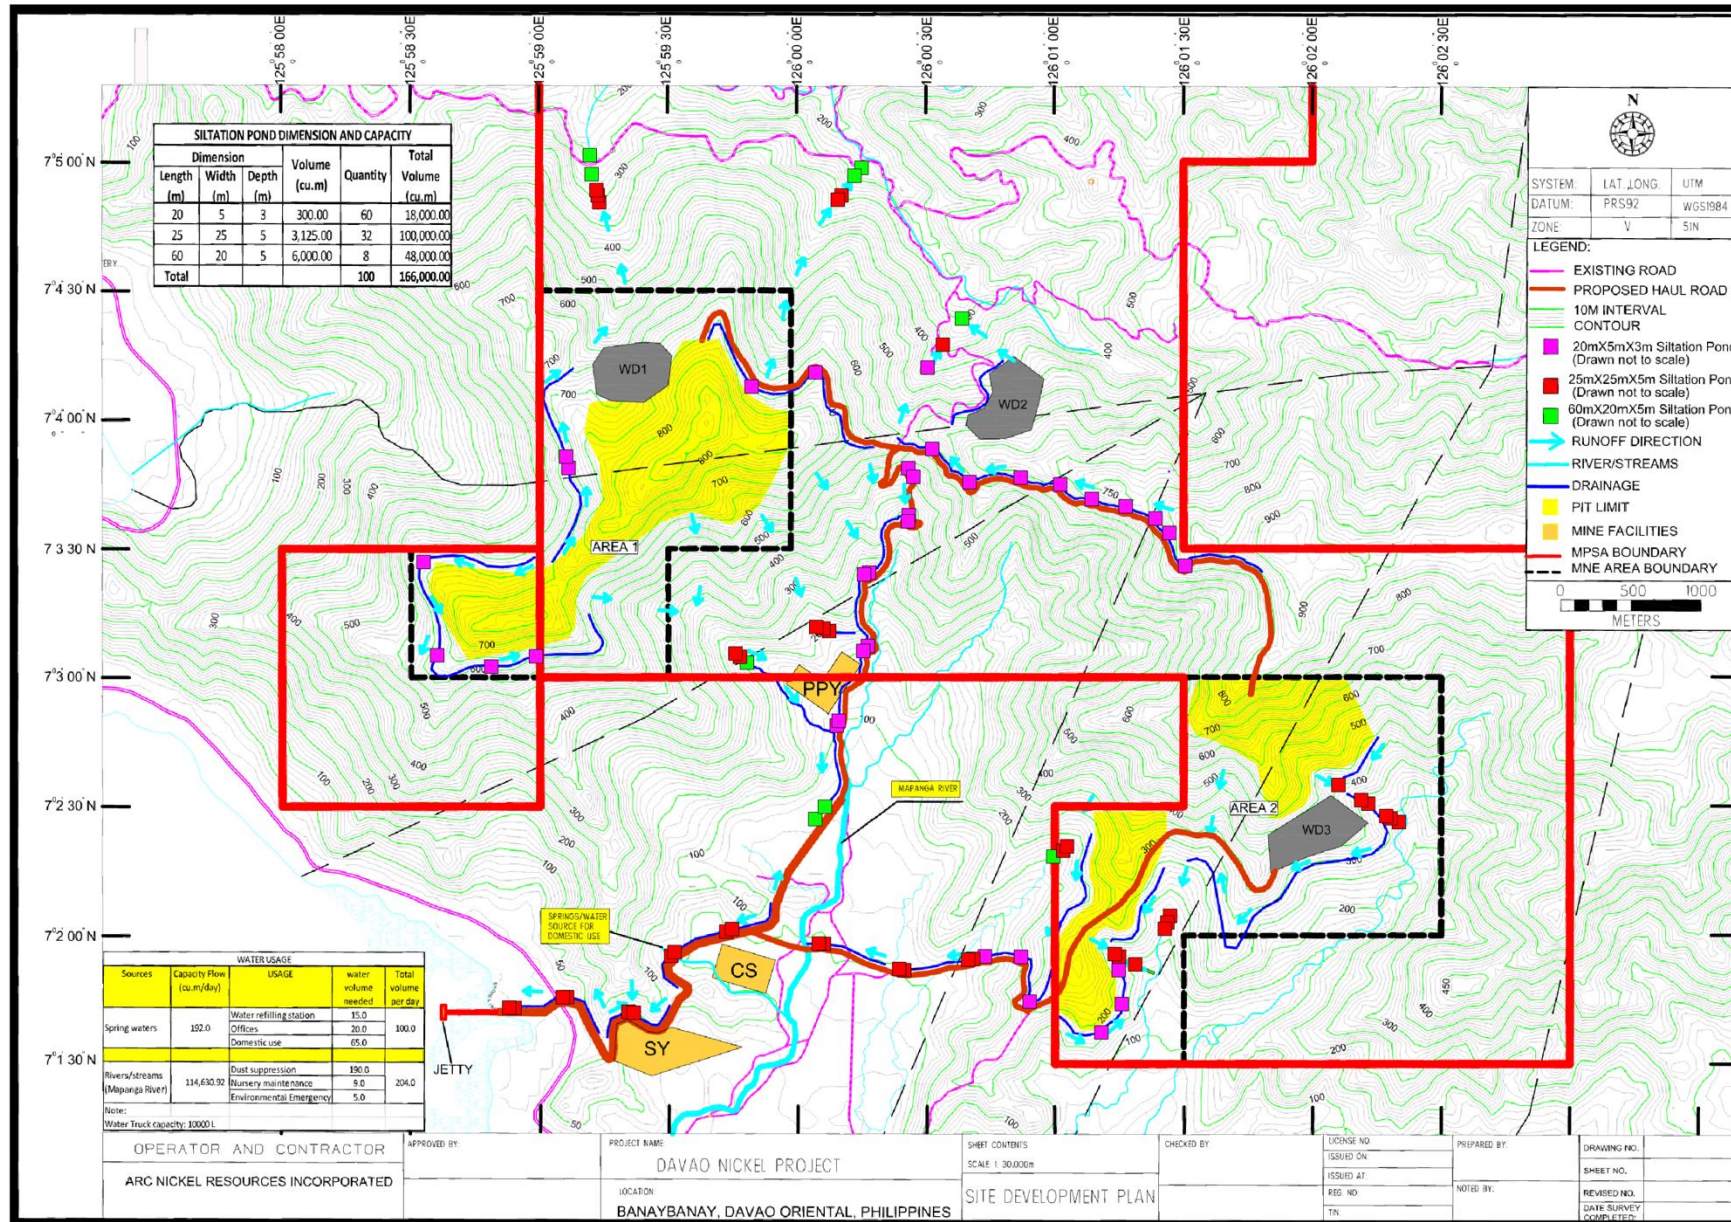 125°58'00"E
125°58'30"E
125°59'00"E
125°59'30"E
126°00'00"E
126°00'30"E
126°01'00"E
126°01'30"E
126°02'00"E
126°02'30"E
7°5'00"N
7°4'30"N
7°4'00"N
7°3'30"N
7°3'00"N
7°2'30"N
7°2'00"N
7°1'30"N
SILTATION POND DIMENSION AND CAPACITY
Dimension Volume (cu.m) Quantity Total Volume (cu.m)
Length (m) Width (m) Depth (m)
20 5 3 300.00 60 18,000.00
25 25 5 3,125.00 32 100,000.00
60 20 5 6,000.00 8 48,000.00
Total 100 166,000.00
N
SYSTEM: LAT./LONG. UTM
DATUM: PRS92 WGS1984
ZONE: V 51N
LEGEND:
EXISTING ROAD
PROPOSED HAUL ROAD
10M INTERVAL
CONTOUR
20mX5mX3m Siltation Pon
(Drawn not to scale)
25mX25mX5m Siltation Pon
(Drawn not to scale)
60mX20mX5m Siltation Pon
(Drawn not to scale)
RUNOFF DIRECTION
RIVER/STREAMS
DRAINAGE
PIT LIMIT
MINE FACILITIES
MPSA BOUNDARY
MNE AREA BOUNDARY
0 500 1000
METERS
WD1
WD2
AREA 1
PPY
MAPANGA RIVER
AREA 2
WD3
SPRINGS/WATER
SOURCE FOR
DOMESTIC USE
CS
SY
JETTY
WATER USAGE
Sources Capacity Flow (cu.m/day) USAGE water volume needed Total volume per day
Spring waters 192.0 Water refilling station 15.0 100.0
Offices 20.0
Domestic use 65.0
Rivers/streams (Mapanga River) 114,630.92 Dust suppression 190.0 204.0
Nursery maintenance 9.0
Environmental Emergency 5.0
Note:
Water Truck capacity: 10000 L
OPERATOR AND CONTRACTOR
ARC NICKEL RESOURCES INCORPORATED
APPROVED BY:
PROJECT NAME
DAVAO NICKEL PROJECT
LOCATION
BANAYBANAY, DAVAO ORIENTAL, PHILIPPINES
SHEET CONTENTS
SCALE 1: 30,000m
SITE DEVELOPMENT PLAN
CHECKED BY
LICENSE NO.
ISSUED ON:
ISSUED AT:
REG. NO.
TIN
PREPARED BY:
NOTED BY:
DRAWING NO.
SHEET NO.
REVISED NO.
DATE SURVEY
COMPLETED: